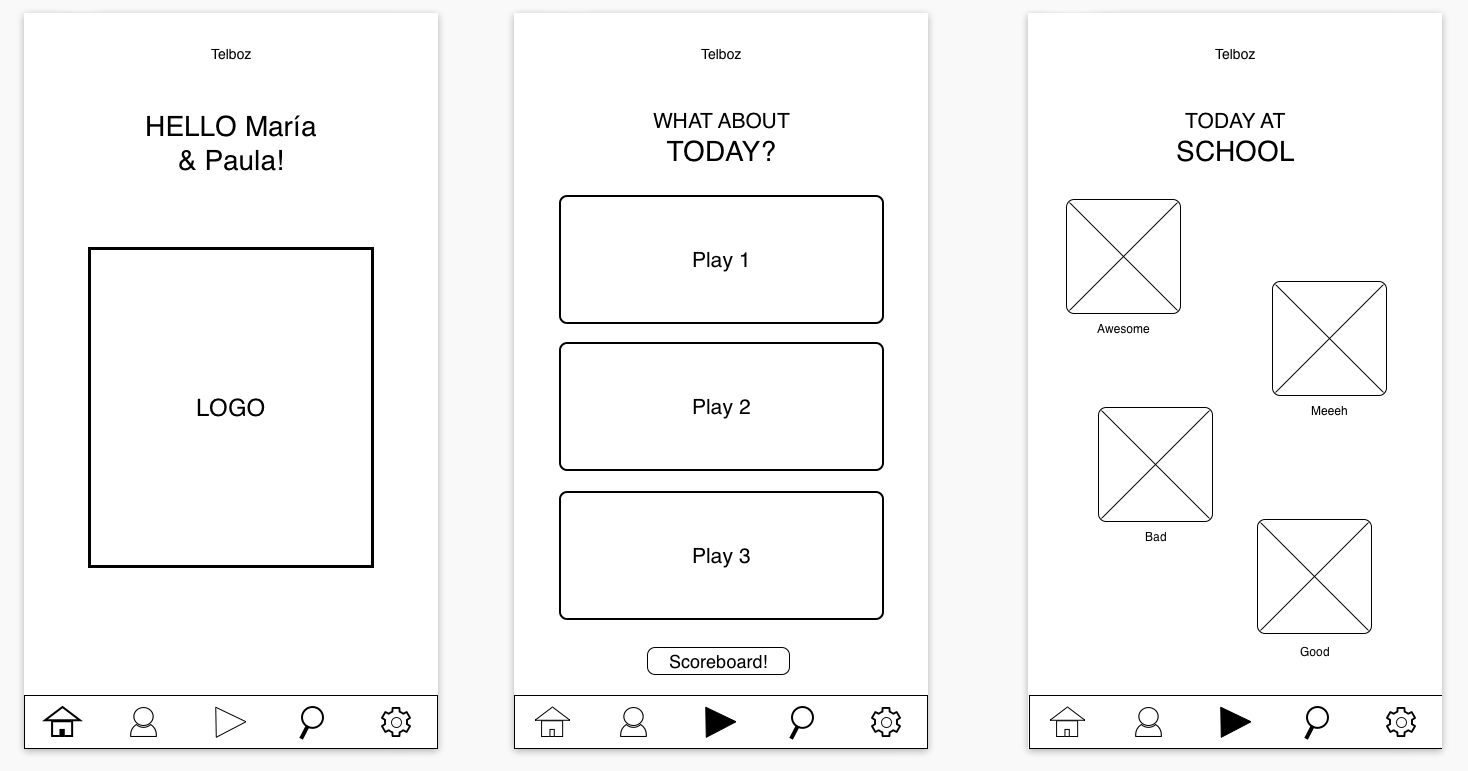 Telboz
HELLO María
& Paula!
LOGO
Telboz
WHAT ABOUT
TODAY?
Play 1
Play 2
Play 3
Scoreboard!
Telboz
TODAY AT
SCHOOL
Awesome
Meeeh
Bad
Good